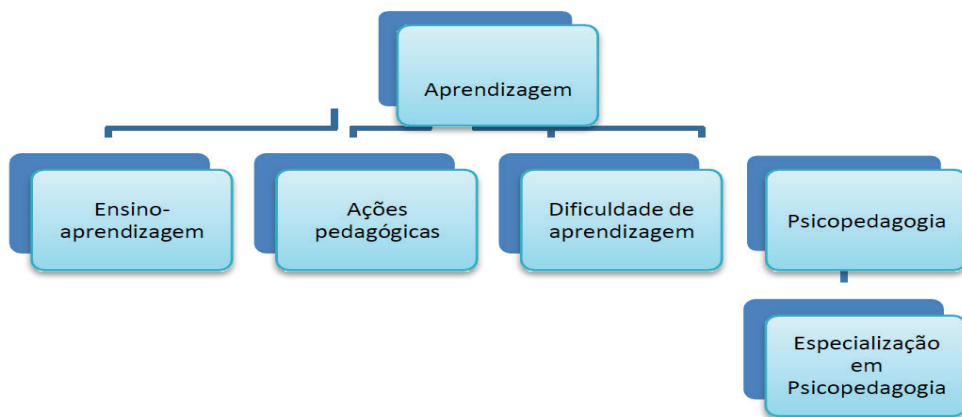 Aprendizagem
Ensino-
aprendizagem
Ações
pedagógicas
Dificuldade de
aprendizagem
Psicopedagogia
Especialização
em
Psicopedagogia